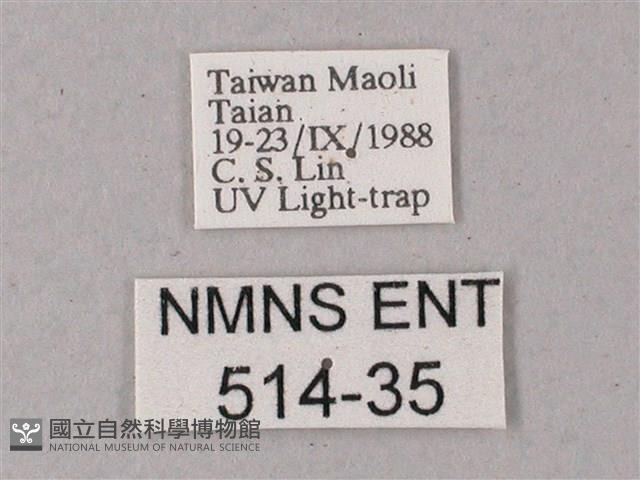 Taiwan Maoli
Taian
19-23/IX/1988
C. S. Lin
UV Light-trap
NMNS ENT
514-35
國立自然科學博物館
NATIONAL MUSEUM OF NATURAL SCIENCE